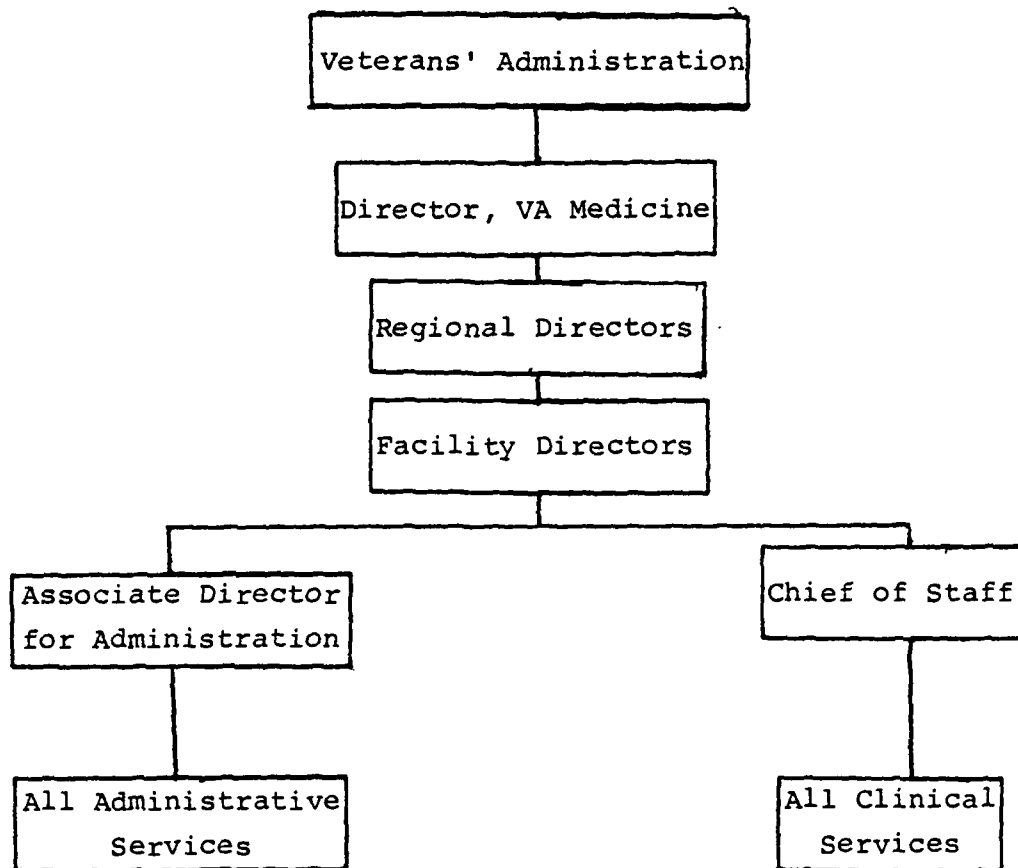 Veterans' Administration
Director, VA Medicine
Regional Directors
Facility Directors
Associate Director
for Administration
Chief of Staff
All Administrative
Services
All Clinical
Services